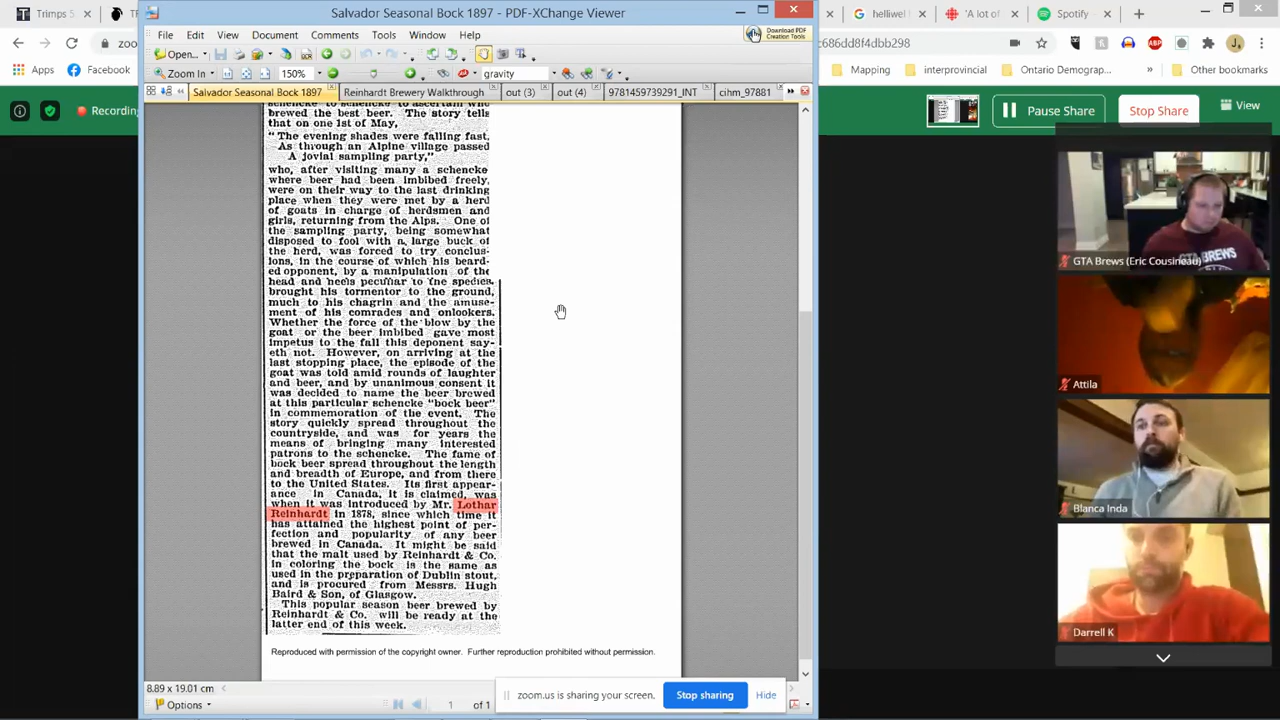 Trimps 5.14
Salvador Seasonal Bock 1897 - PDF-XChange Viewer
helliwel
'A lot of
Spotify -
c686dd8f4dbb298
zoo
Apps
Facebook
Mapping
interprovincial
Ontario Demograp...
Other bookmarks
File Edit View Document Comments Tools Window Help
Download PDF
Creation Tools
Open...
Zoom In
150%
gravity
Salvador Seasonal Bock 1897
Reinhardt Brewery Walkthrough
out (3)
out (4)
9781459739291_INT
cihm_97881
Recording
Pause Share
Stop Share
View
schencke to schencke to ascertain who
brewed the best beer. The story tells
that on one 1st of May,
"The evening shades were falling fast,
As through an Alpine village passed
A jovial sampling party,"
who, after visiting many a schencke
where beer had been imbibed freely,
were on their way to the last drinking
place when they were met by a herd
of goats in charge of herdsmen and
girls, returning from the Alps. One of
the sampling party, being somewhat
disposed to fool with a large buck of
the herd, was forced to try conclus-
ions, in the course of which his beard-
ed opponent, by a manipulation of the
head and heels peculiar to the species,
brought his tormentor to the ground,
much to his chagrin and the amuse-
ment of his comrades and onlookers.
Whether the force of the blow by the
goat or the beer imbibed gave most
impetus to the fall this deponent say-
eth not. However, on arriving at the
last stopping place, the episode of the
goat was told amid rounds of laughter
and beer, and by unanimous consent it
was decided to name the beer brewed
at this particular schencke "bock beer"
in commemoration of the event. The
story quickly spread throughout the
countryside, and was for years the
means of bringing many interested
patrons to the schencke. The fame of
bock beer spread throughout the length
and breadth of Europe, and from there
to the United States. Its first appear-
ance in Canada, it is claimed, was
when it was introduced by Mr. Lothar
Reinhardt in 1878, since which time it
has attained the highest point of per-
fection and popularity of any beer
brewed in Canada. It might be said
that the malt used by Reinhardt & Co.
in coloring the bock is the same as
used in the preparation of Dublin stout,
and is procured from Messrs. Hugh
Baird & Son, of Glasgow.
This popular season beer brewed by
Reinhardt & Co. will be ready at the
latter end of this week.
Reproduced with permission of the copyright owner. Further reproduction prohibited without permission.
8.89 x 19.01 cm
Options
1 of 1
zoom.us is sharing your screen.
Stop sharing
Hide
GTA Brews (Eric Cousineau)
Attila
Blanca Inda
Darrell K